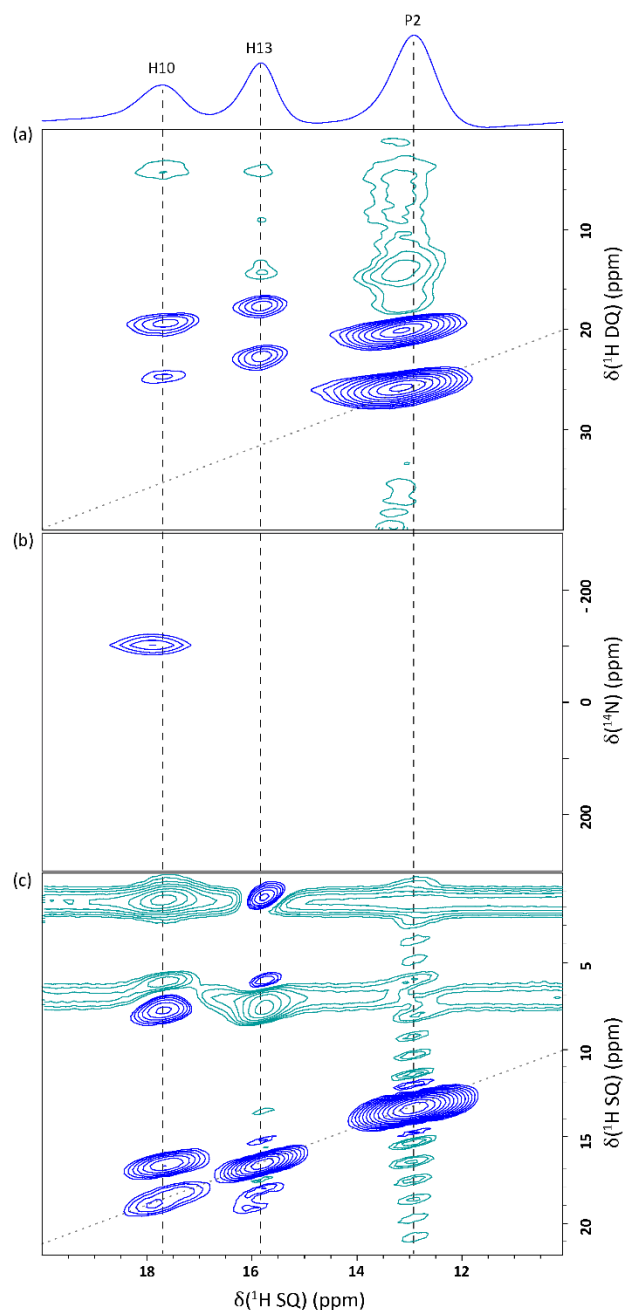 P2
H13
H10
(a)
10
20
30
δ(¹H DQ) (ppm)
(b)
- 200
0
200
δ(¹⁴N) (ppm)
(c)
5
10
15
20
δ(¹H SQ) (ppm)
18
16
14
12
δ(¹H SQ) (ppm)